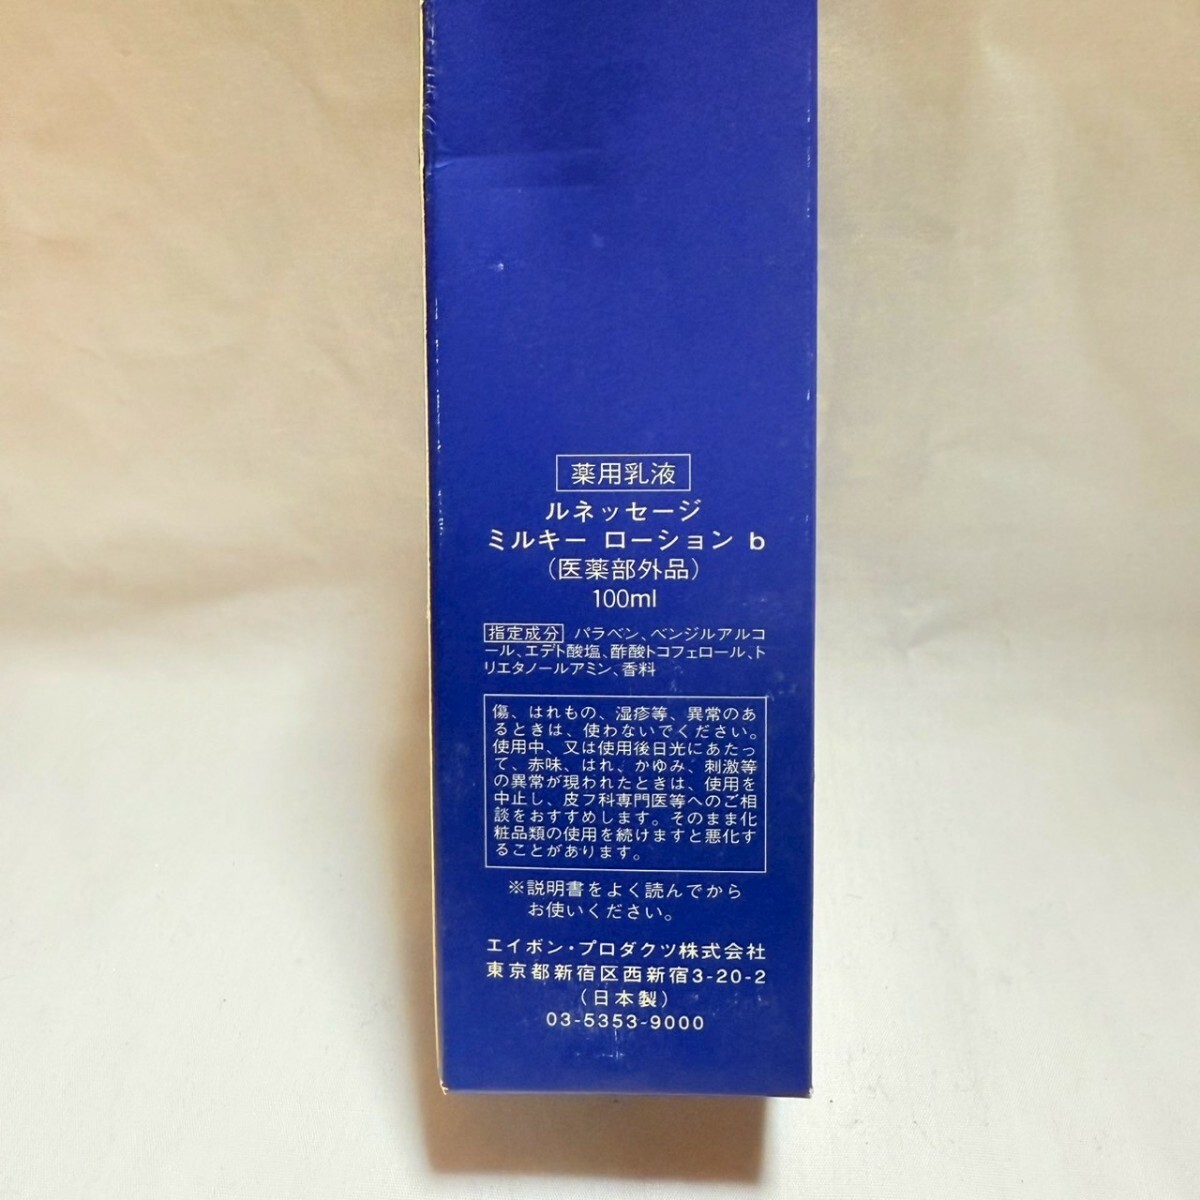 薬用乳液
ルネッセージ
ミルキー ローション b
(医薬部外品)
100ml
指定成分 パラベン、ベンジルアルコ
ール、エデト酸塩、酢酸トコフェロール、ト
リエタノールアミン、香料
傷、はれもの、湿疹等、異常のあ
るときは、使わないでください。
使用中、又は使用後日光にあたっ
て、赤味、はれ、かゆみ、刺激等
の異常が現われたときは、使用を
中止し、皮フ科専門医等へのご相
談をおすすめします。そのまま化
粧品類の使用を続けますと悪化す
ることがあります。
※説明書をよく読んでから
お使いください。
エイボン・プロダクツ株式会社
東京都新宿区西新宿3-20-2
(日本製)
03-5353-9000